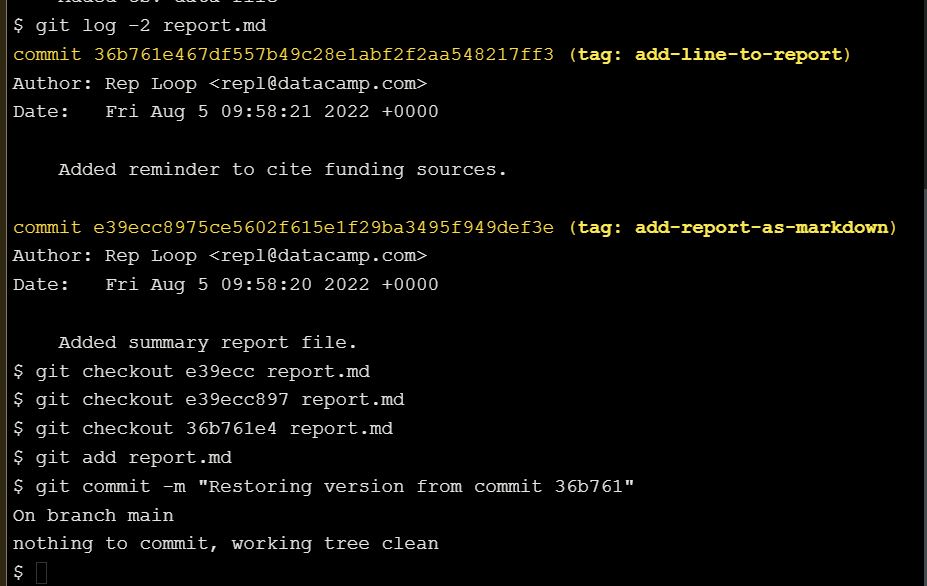 Added CSV data file
$ git log -2 report.md
commit 36b761e467df557b49c28e1abf2f2aa548217ff3 (tag: add-line-to-report)
Author: Rep Loop <repl@datacamp.com>
Date:   Fri Aug 5 09:58:21 2022 +0000
Added reminder to cite funding sources.
commit e39ecc8975ce5602f615e1f29ba3495f949def3e (tag: add-report-as-markdown)
Author: Rep Loop <repl@datacamp.com>
Date:   Fri Aug 5 09:58:20 2022 +0000
Added summary report file.
$ git checkout e39ecc report.md
$ git checkout e39ecc897 report.md
$ git checkout 36b761e4 report.md
$ git add report.md
$ git commit -m "Restoring version from commit 36b761"
On branch main
nothing to commit, working tree clean
$